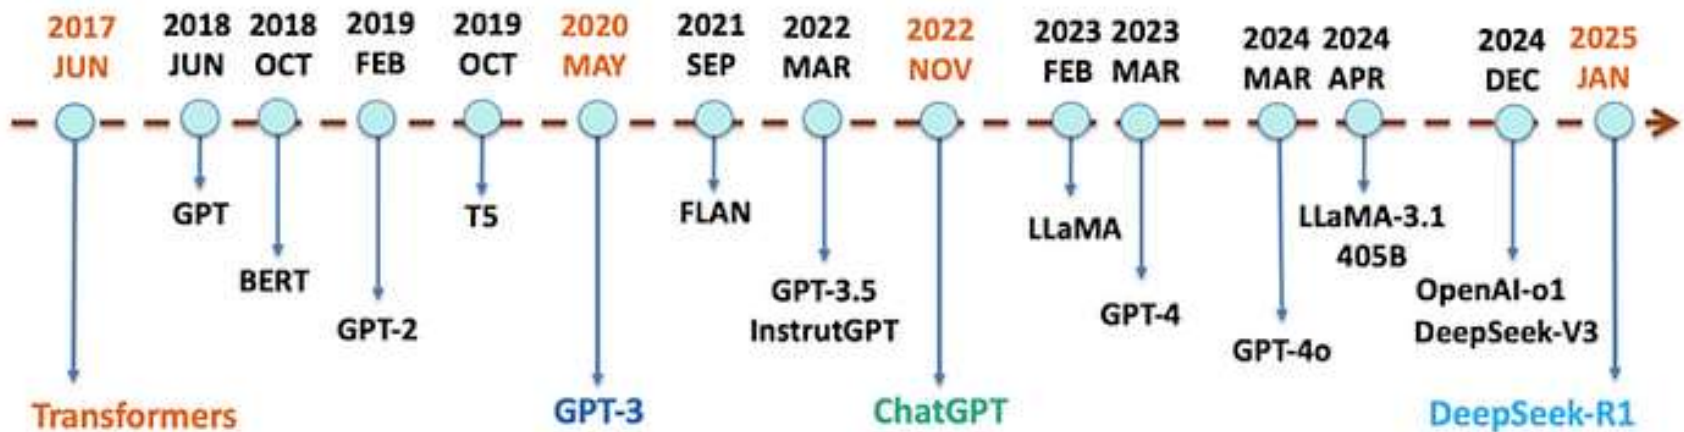 2017 JUN
2018 JUN
2018 OCT
2019 FEB
2019 OCT
2020 MAY
2021 SEP
2022 MAR
2022 NOV
2023 FEB
2023 MAR
2024 MAR
2024 APR
2024 DEC
2025 JAN
Transformers
GPT
BERT
GPT-2
T5
GPT-3
FLAN
GPT-3.5
InstrutGPT
ChatGPT
LLaMA
GPT-4
GPT-4o
LLaMA-3.1
405B
OpenAI-o1
DeepSeek-V3
DeepSeek-R1